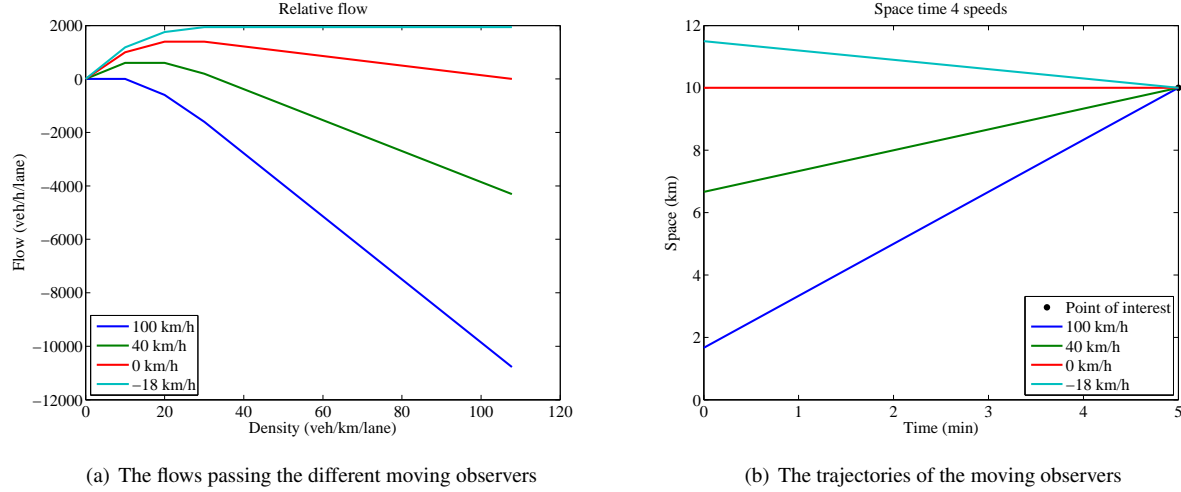 Relative flow
2000
0
−2000
−4000
−6000
−8000
−10000
−12000
Flow (veh/h/lane)
100 km/h
40 km/h
0 km/h
−18 km/h
0 20 40 60 80 100 120
Density (veh/km/lane)
(a) The flows passing the different moving observers
Space time 4 speeds
12
10
8
6
4
2
0
Space (km)
Point of interest
100 km/h
40 km/h
0 km/h
−18 km/h
0 1 2 3 4 5
Time (min)
(b) The trajectories of the moving observers